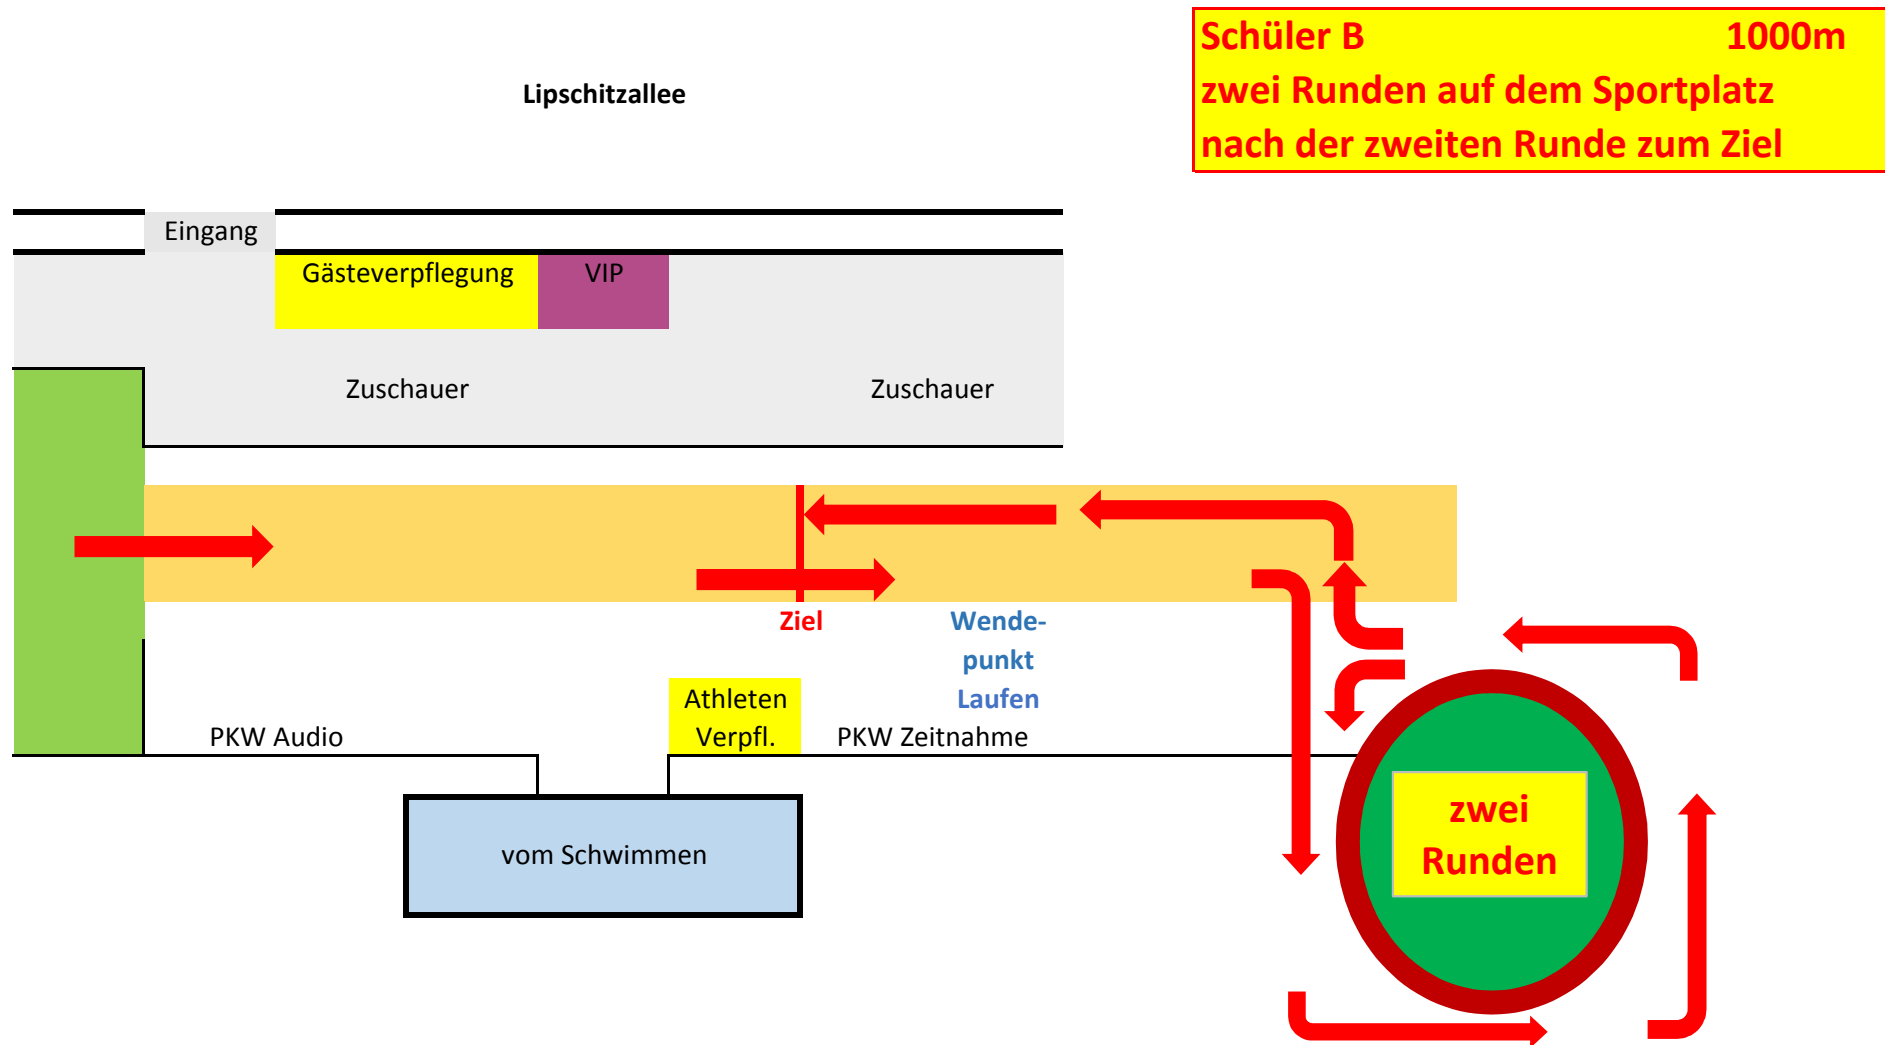 Schüler B 1000m
zwei Runden auf dem Sportplatz
nach der zweiten Runde zum Ziel
Lipschitzallee
Eingang
Gästeverpflegung VIP
Zuschauer Zuschauer
Ziel
Wende-
punkt
Laufen
Athleten
Verpfl.
PKW Audio
PKW Zeitnahme
vom Schwimmen
zwei
Runden